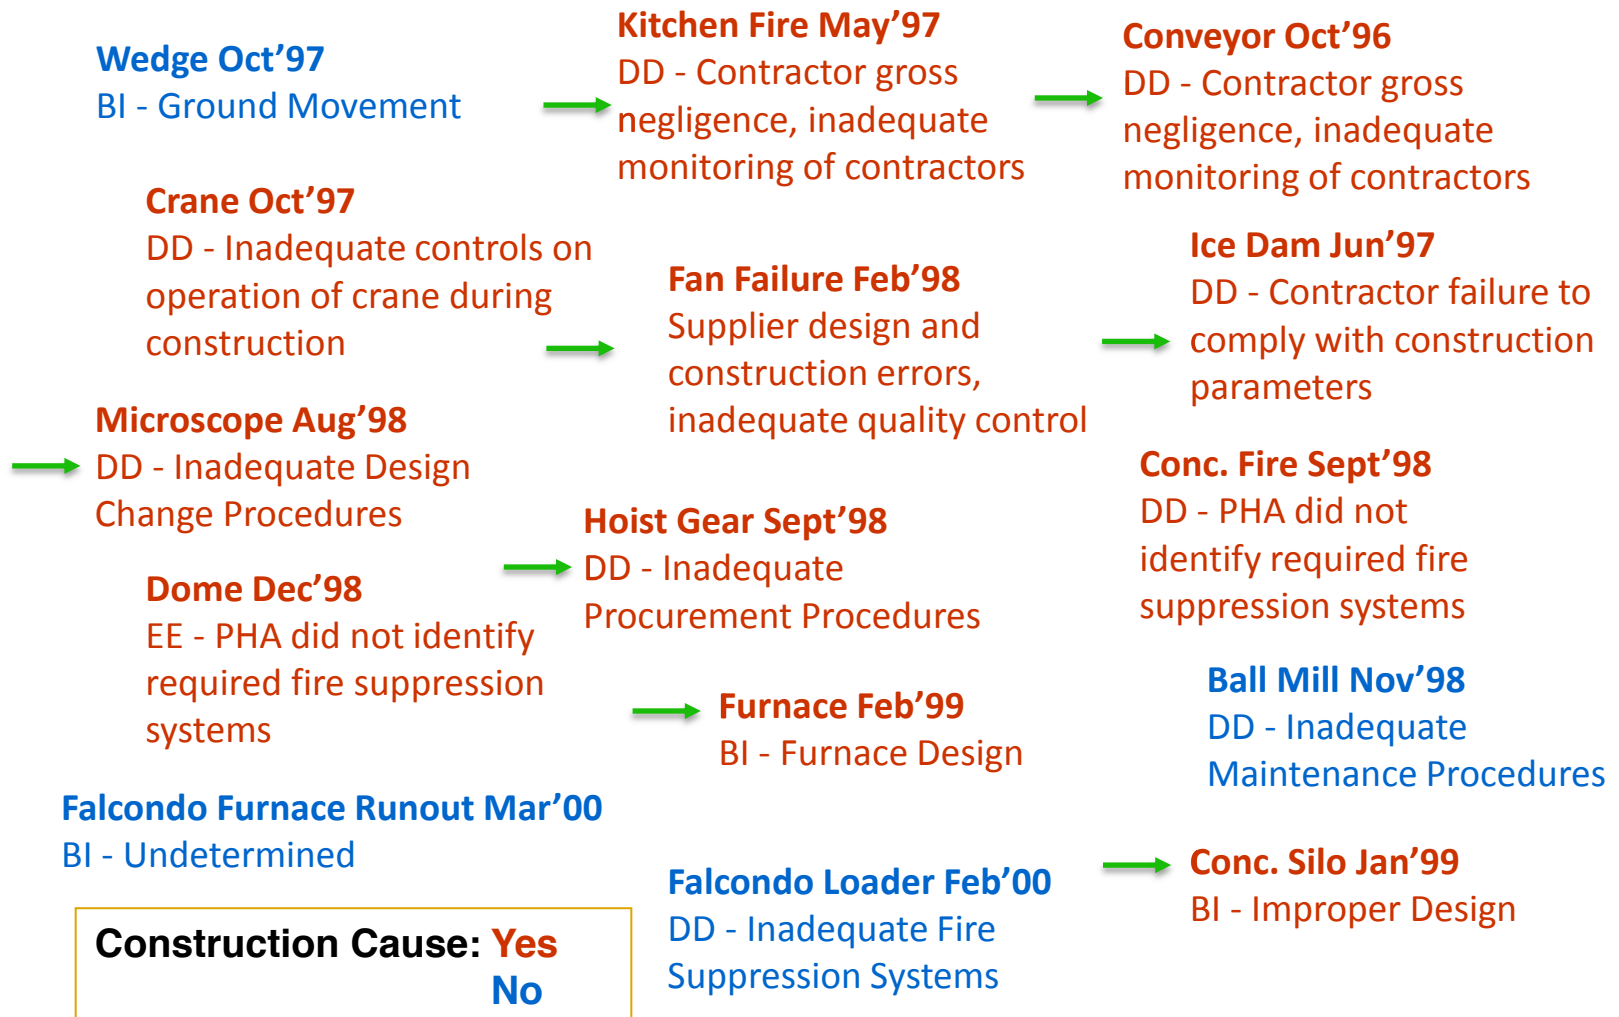 Wedge Oct’97
BI - Ground Movement
Kitchen Fire May’97
DD - Contractor gross
negligence, inadequate
monitoring of contractors
Conveyor Oct’96
DD - Contractor gross
negligence, inadequate
monitoring of contractors
Crane Oct’97
DD - Inadequate controls on
operation of crane during
construction
Fan Failure Feb’98
Supplier design and
construction errors,
inadequate quality control
Ice Dam Jun’97
DD - Contractor failure to
comply with construction
parameters
Microscope Aug’98
DD - Inadequate Design
Change Procedures
Hoist Gear Sept’98
DD - Inadequate
Procurement Procedures
Conc. Fire Sept’98
DD - PHA did not
identify required fire
suppression systems
Dome Dec’98
EE - PHA did not identify
required fire suppression
systems
Furnace Feb’99
BI - Furnace Design
Ball Mill Nov’98
DD - Inadequate
Maintenance Procedures
Falcondo Furnace Runout Mar’00
BI - Undetermined
Falcondo Loader Feb’00
DD - Inadequate Fire
Suppression Systems
Conc. Silo Jan’99
BI - Improper Design
Construction Cause: Yes
No